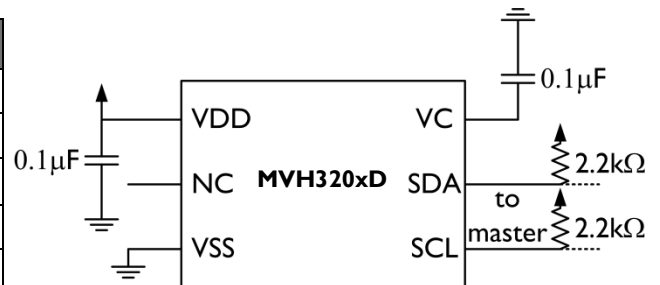 0.1μF
VDD
VC
0.1μF
NC
MVH320xD
SDA
2.2kΩ
to
master
VSS
SCL
2.2kΩ